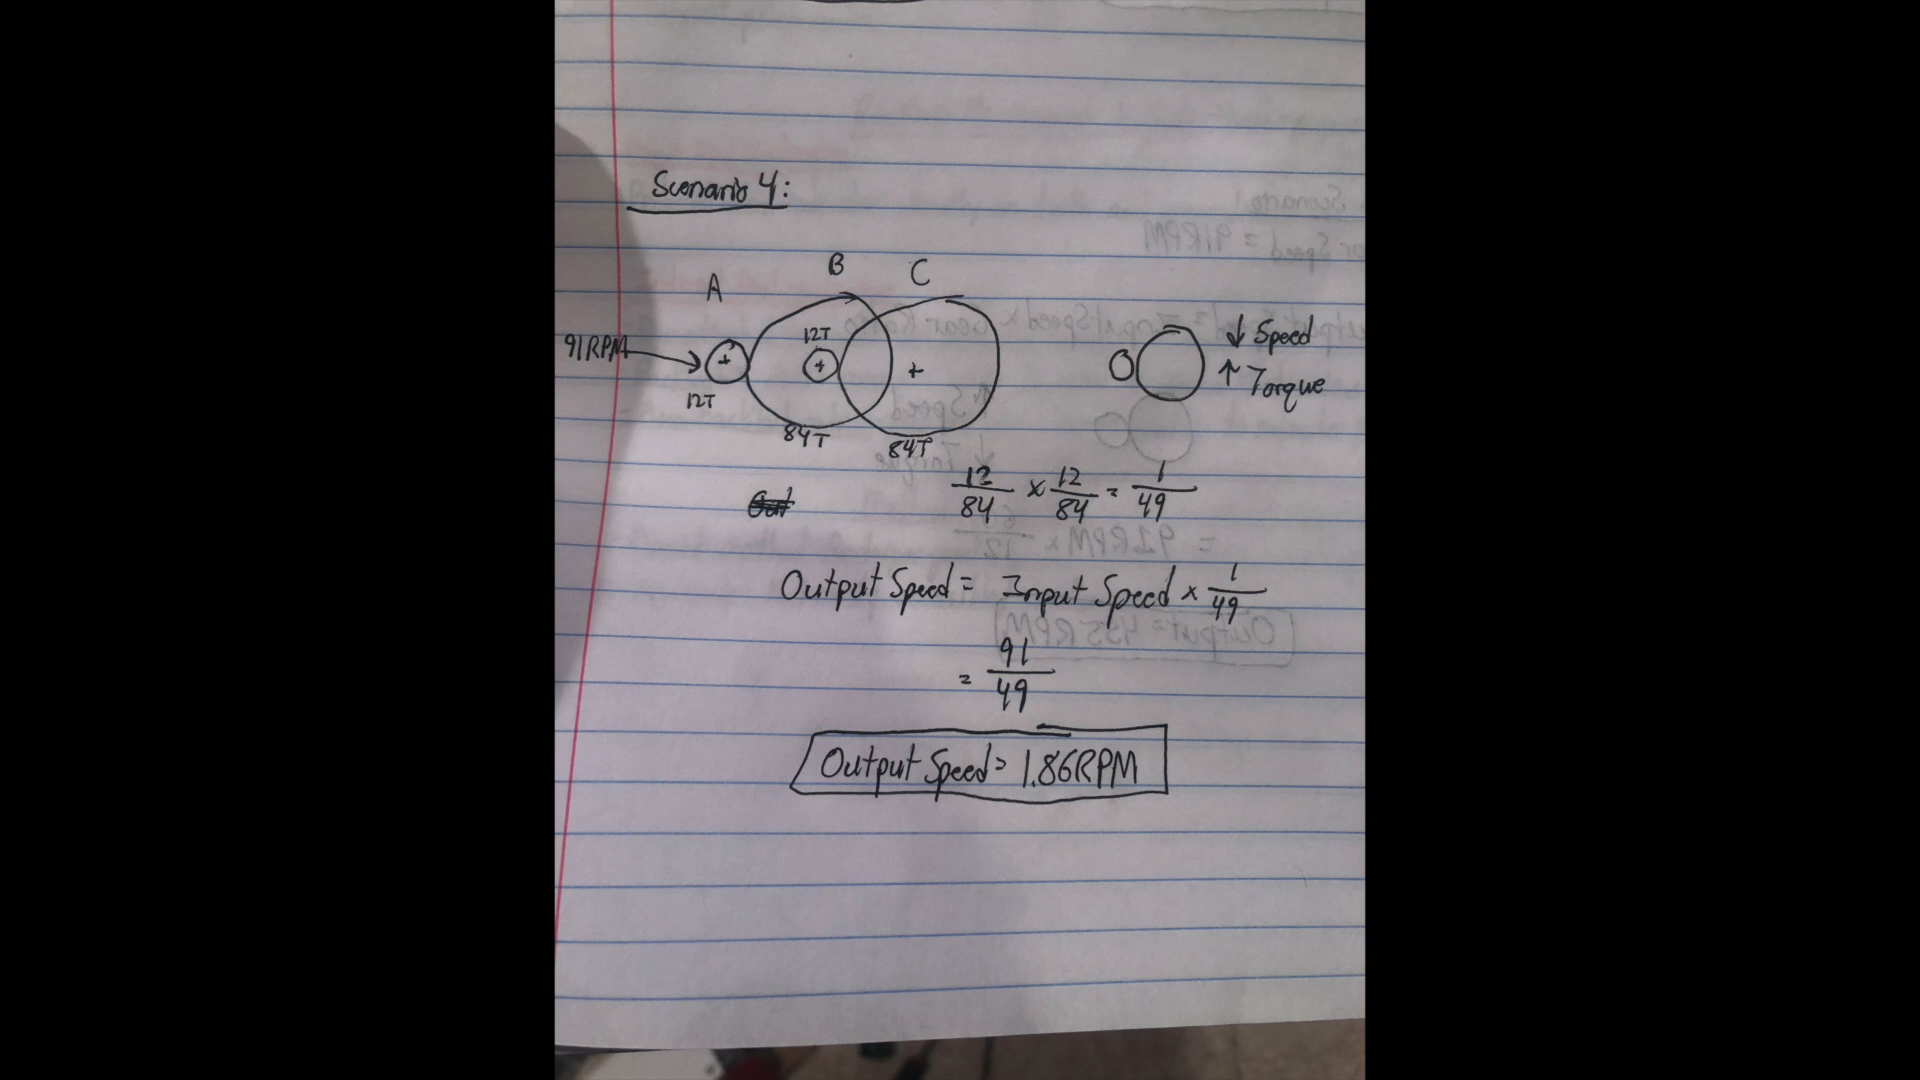 Scenario 4:
A B C
91RPM 12T 12T 84T 84T
↓ Speed
↑ Torque
12/84 × 12/84 = 1/49
Output Speed = Input Speed × 1/49
= 91/49
Output Speed = 1.86RPM